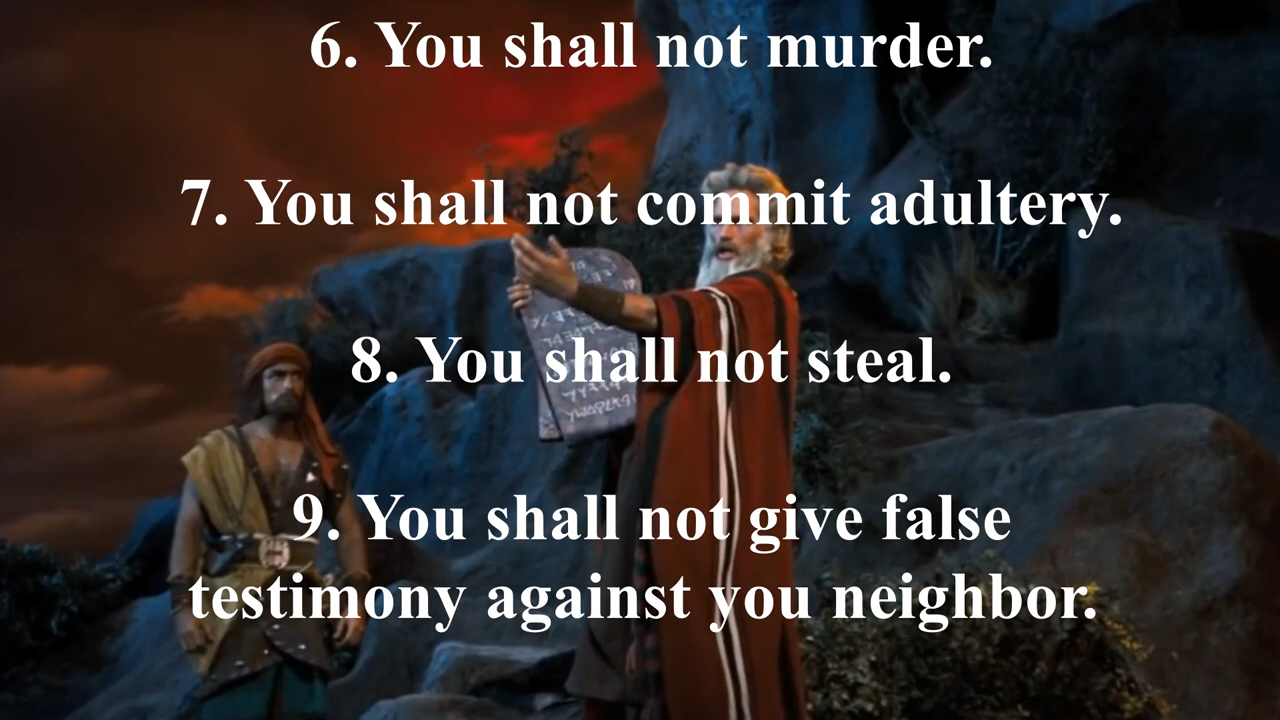 6. You shall not murder.
7. You shall not commit adultery.
8. You shall not steal.
9. You shall not give false
testimony against you neighbor.